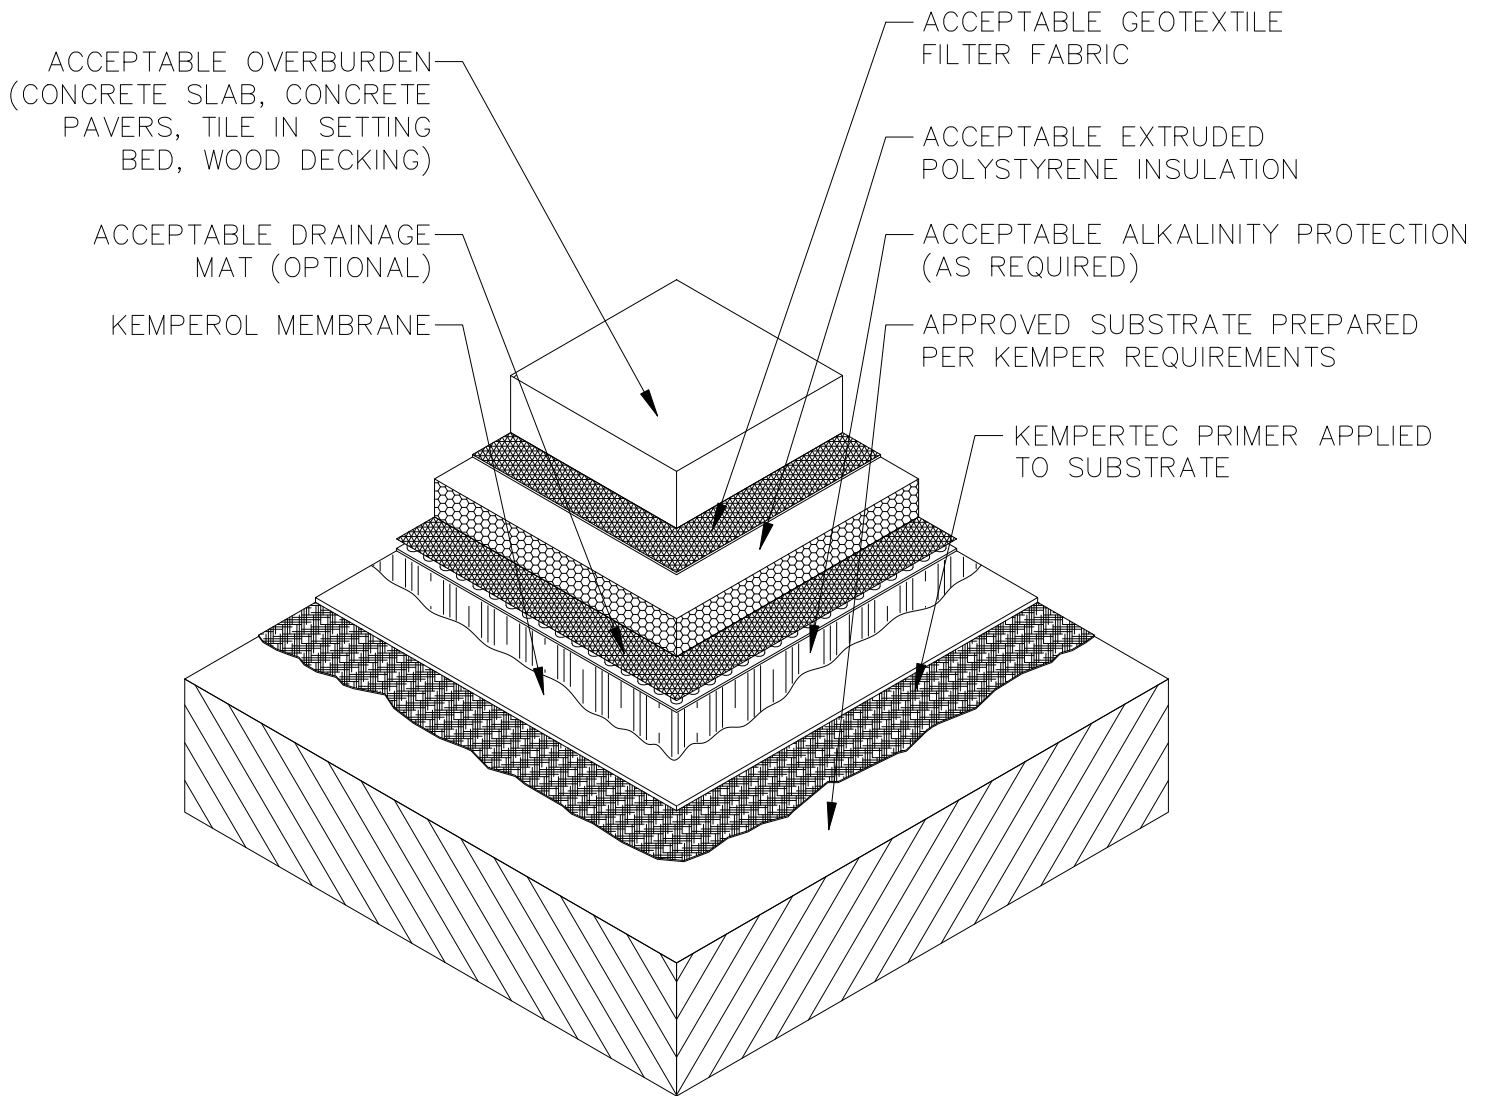 ACCEPTABLE OVERBURDEN
(CONCRETE SLAB, CONCRETE
PAVERS, TILE IN SETTING
BED, WOOD DECKING)
ACCEPTABLE DRAINAGE
MAT (OPTIONAL)
KEMPEROL MEMBRANE
ACCEPTABLE GEOTEXTILE
FILTER FABRIC
ACCEPTABLE EXTRUDED
POLYSTYRENE INSULATION
ACCEPTABLE ALKALINITY PROTECTION
(AS REQUIRED)
APPROVED SUBSTRATE PREPARED
PER KEMPER REQUIREMENTS
KEMPERTEC PRIMER APPLIED
TO SUBSTRATE